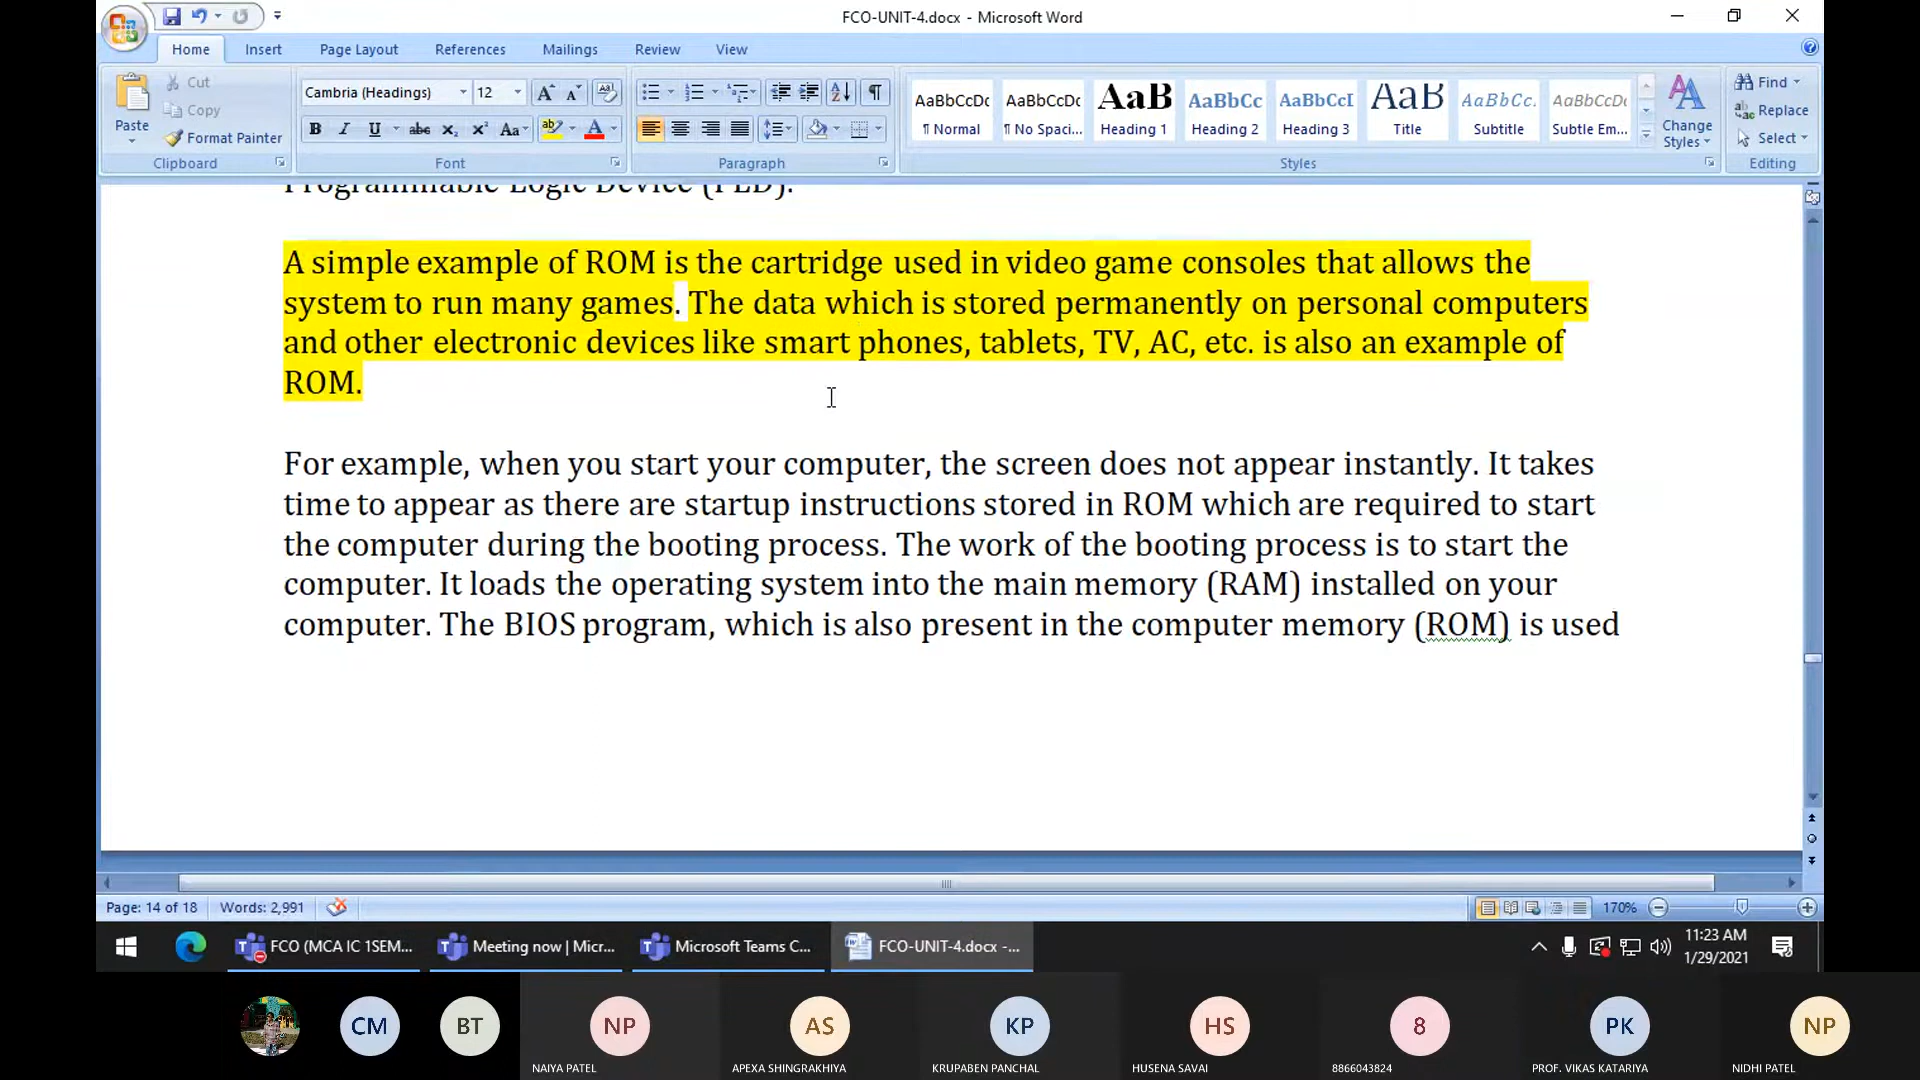 FCO-UNIT-4.docx - Microsoft Word
Home Insert Page Layout References Mailings Review View
Paste
Cut
Copy
Format Painter
Clipboard
Cambria (Headings) 12
Font
Paragraph
AaBbCcDc AaBbCcDc AaB AaBbCc AaBbCcI AaB AaBbCc. AaBbCcDc
¶ Normal ¶ No Spaci... Heading 1 Heading 2 Heading 3 Title Subtitle Subtle Em...
Change Styles
Styles
Find
Replace
Select
Editing
Programmable Logic Device (PLD).
A simple example of ROM is the cartridge used in video game consoles that allows the
system to run many games. The data which is stored permanently on personal computers
and other electronic devices like smart phones, tablets, TV, AC, etc. is also an example of
ROM.
For example, when you start your computer, the screen does not appear instantly. It takes
time to appear as there are startup instructions stored in ROM which are required to start
the computer during the booting process. The work of the booting process is to start the
computer. It loads the operating system into the main memory (RAM) installed on your
computer. The BIOS program, which is also present in the computer memory (ROM) is used
Page: 14 of 18 Words: 2,991 170%
FCO (MCA IC 1SEM... Meeting now | Micr... Microsoft Teams C... FCO-UNIT-4.docx -...
11:23 AM
1/29/2021
CM BT NP AS KP HS 8 PK NP
NAIYA PATEL APEXA SHINGRAKHIYA KRUPABEN PANCHAL HUSENA SAVAI 8866043824 PROF. VIKAS KATARIYA NIDHI PATEL